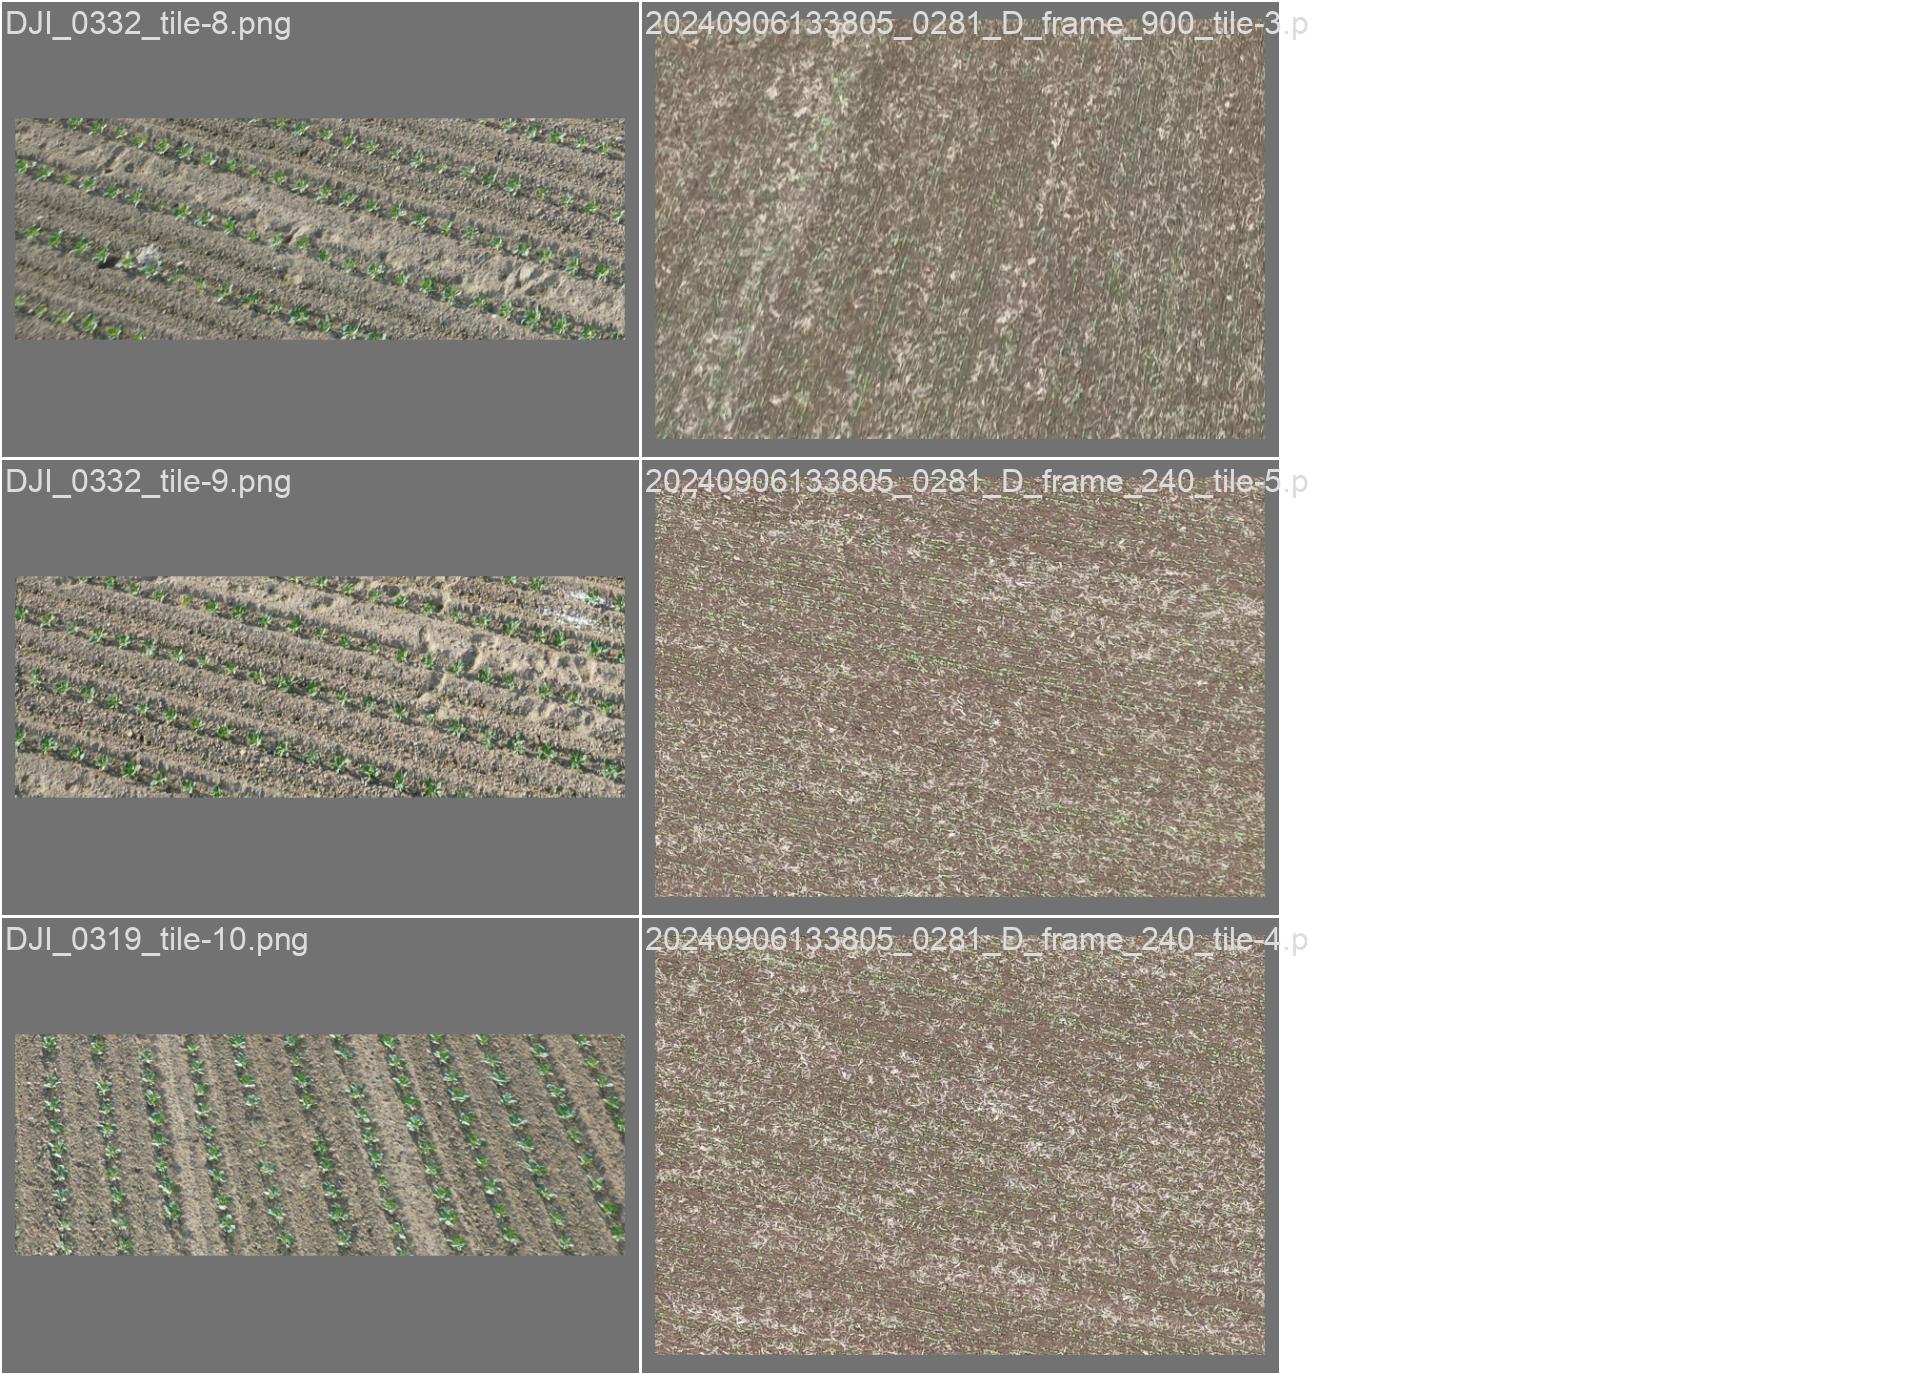 DJI_0332_tile-8.png
20240906133805_0281_D_frame_900_tile-3.p
DJI_0332_tile-9.png
20240906133805_0281_D_frame_240_tile-5.p
DJI_0319_tile-10.png
20240906133805_0281_D_frame_240_tile-4.p